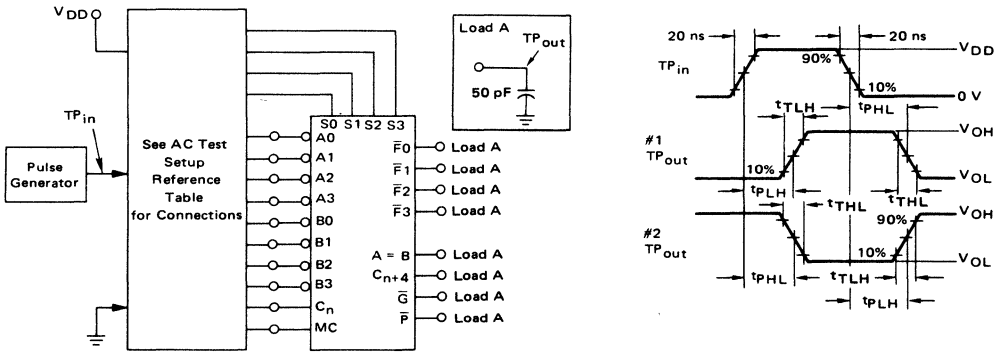 VDD
TPin
Pulse
Generator
See AC Test
Setup
Reference
Table
for Connections
S0 S1 S2 S3
A0
A1
A2
A3
B0
B1
B2
B3
Cn
MC
F̅0
F̅1
F̅2
F̅3
A = B
Cn+4
G̅
P̅
Load A
Load A
Load A
Load A
Load A
Load A
Load A
Load A
Load A
TPout
50 pF
20 ns
20 ns
TPin
90%
10%
VDD
0 V
tTLH
tPHL
#1
TPout
10%
VOH
VOL
tPLH
tTHL
tTHL
#2
TPout
90%
10%
VOH
VOL
tPHL
tTLH
tPLH